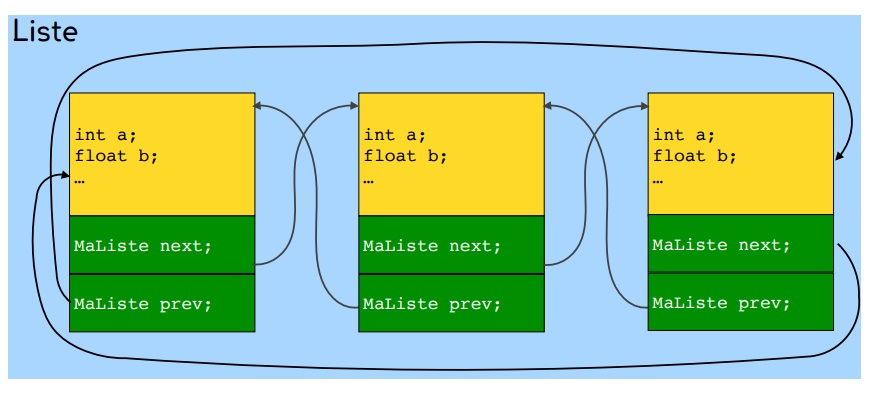 Liste
int a;
float b;
…
MaListe next;
MaListe prev;
int a;
float b;
…
MaListe next;
MaListe prev;
int a;
float b;
…
MaListe next;
MaListe prev;